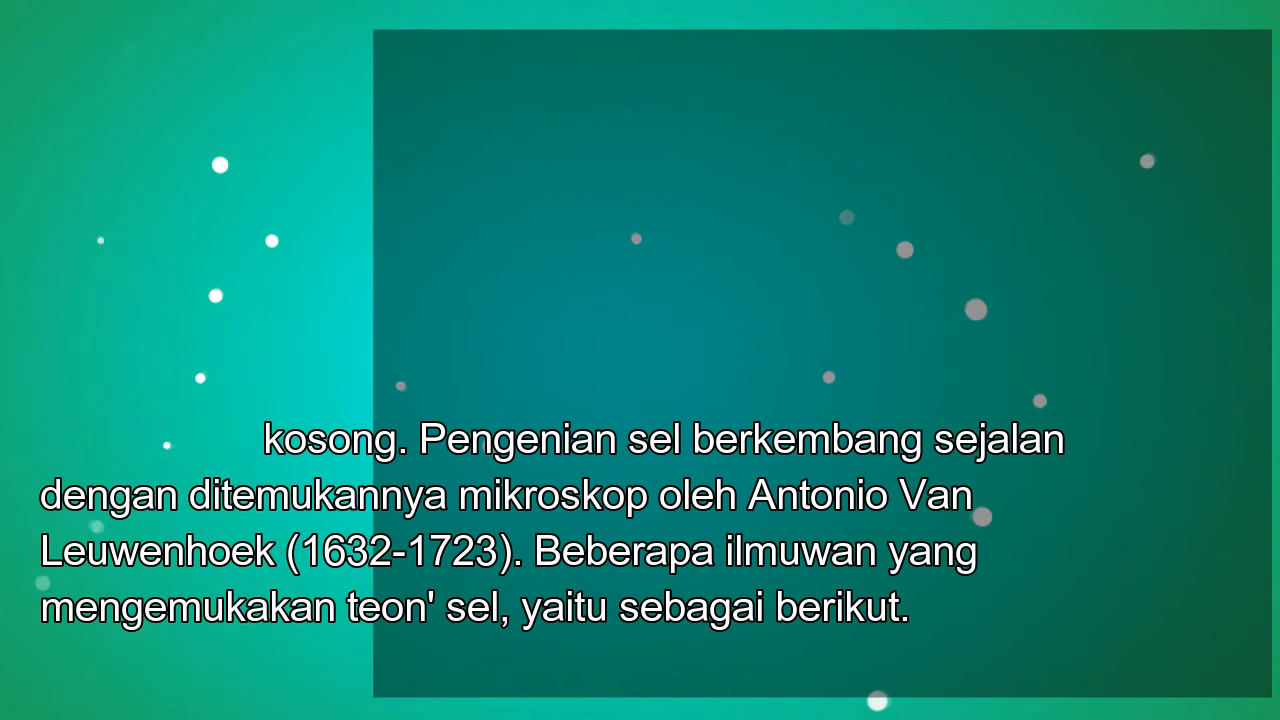 kosong. Pengenian sel berkembang sejalan
dengan ditemukannya mikroskop oleh Antonio Van
Leuwenhoek (1632-1723). Beberapa ilmuwan yang
mengemukakan teon' sel, yaitu sebagai berikut.